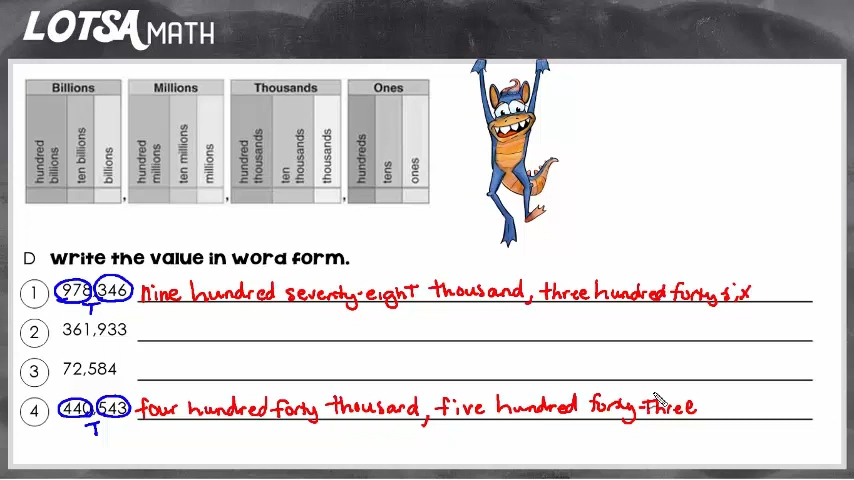 LOTSA MATH
Billions Millions Thousands Ones
hundred billions ten billions billions , hundred millions ten millions millions , hundred thousands ten thousands thousands , hundreds tens ones
D Write the value in word form.
1 978,346 nine hundred seventy-eight thousand, three hundred forty six
T
2 361,933
3 72,584
4 440,543 four hundred forty thousand, five hundred forty-three
T